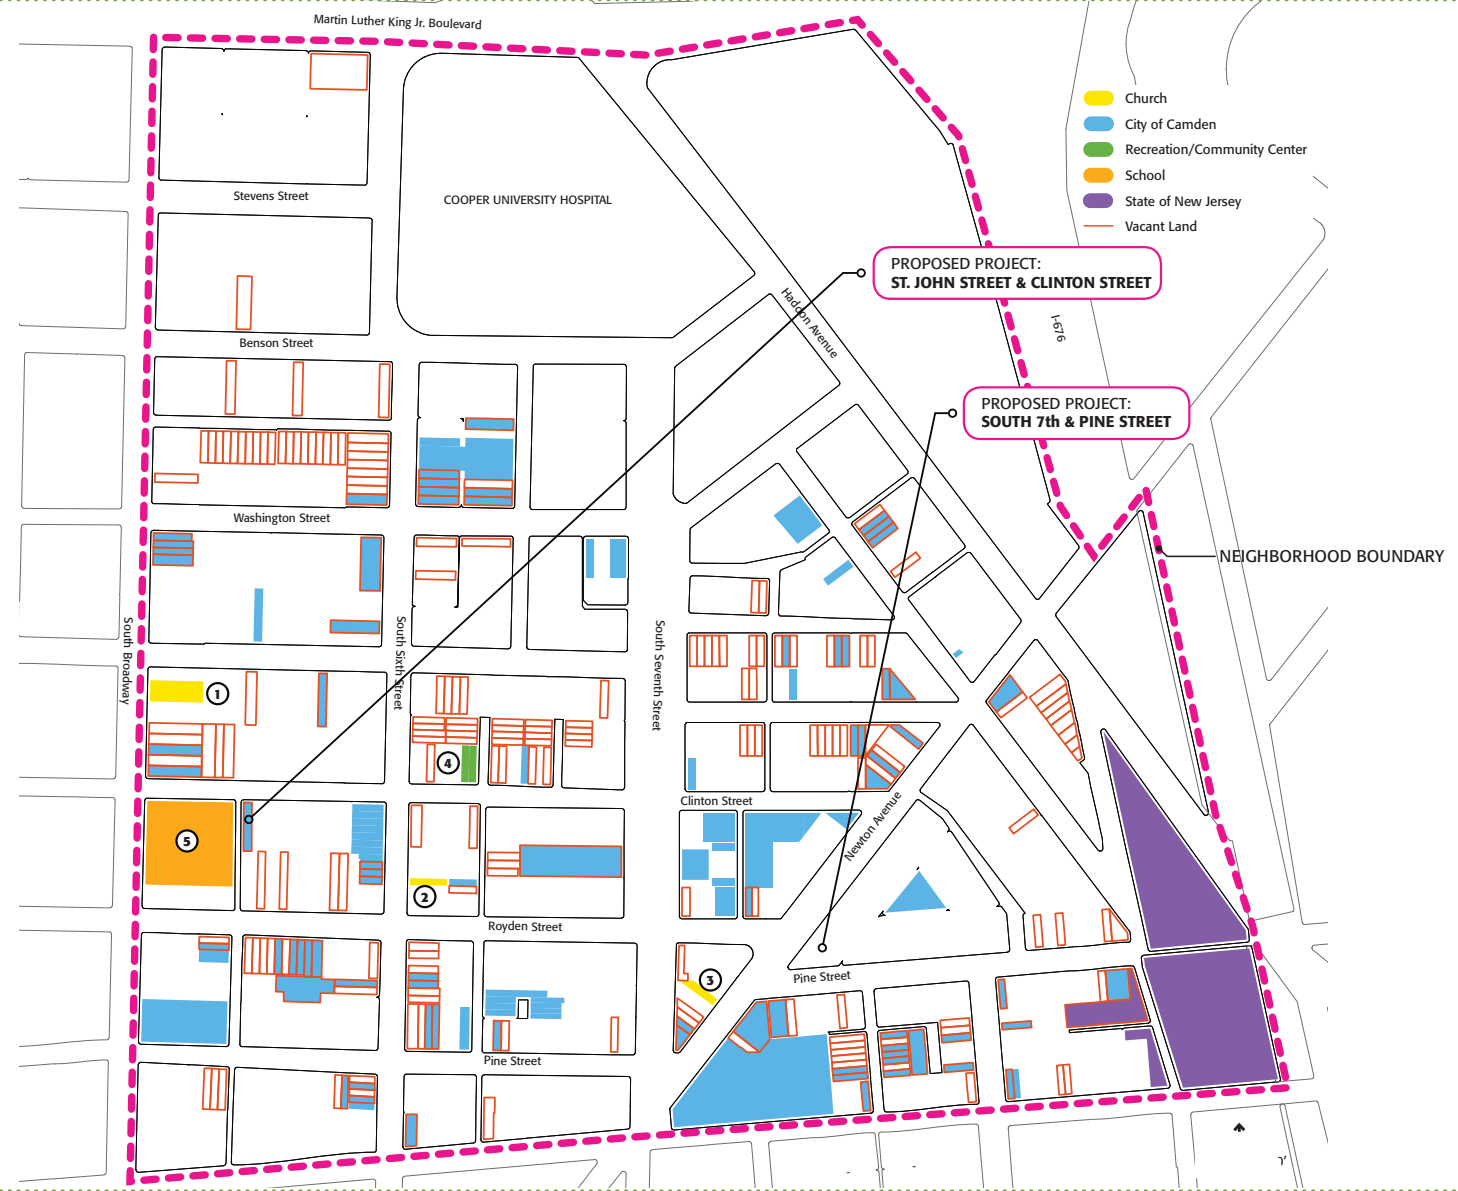 Martin Luther King Jr. Boulevard
Church
City of Camden
Recreation/Community Center
School
State of New Jersey
Vacant Land
Stevens Street
COOPER UNIVERSITY HOSPITAL
PROPOSED PROJECT:
ST. JOHN STREET & CLINTON STREET
Haddon Avenue
I-676
Benson Street
PROPOSED PROJECT:
SOUTH 7th & PINE STREET
Washington Street
NEIGHBORHOOD BOUNDARY
South Broadway
South Sixth Street
South Seventh Street
1
4
Clinton Street
Newton Avenue
5
2
Royden Street
3
Pine Street
Pine Street